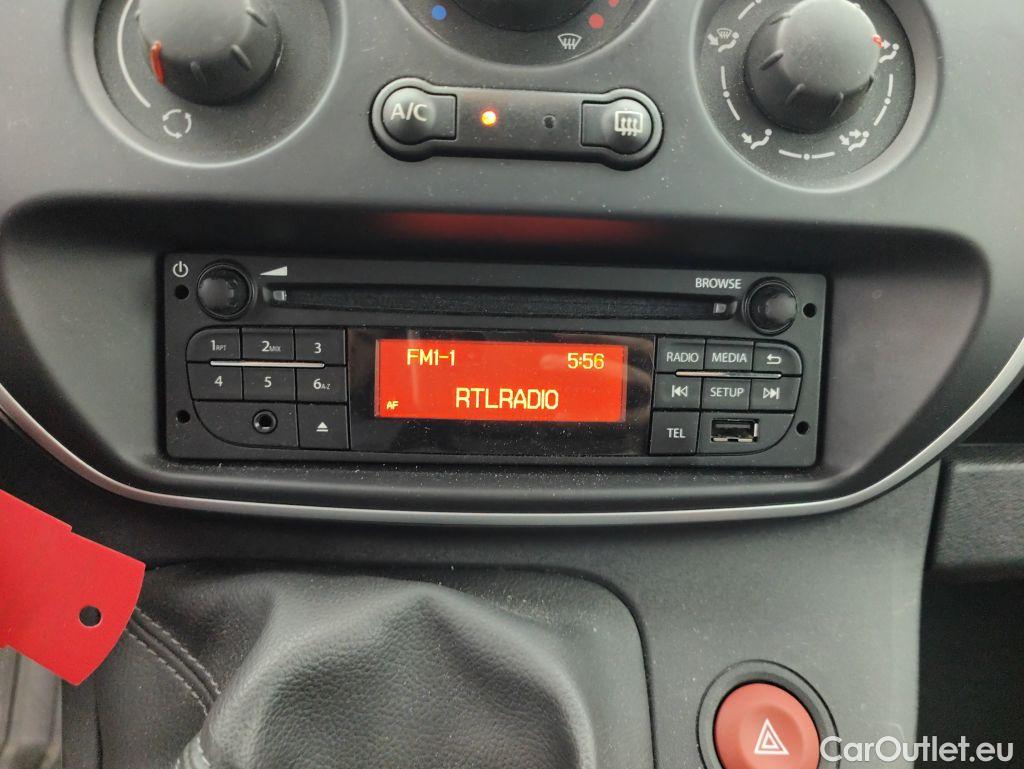 A/C
BROWSE
1RPT 2MIX 3
4 5 6A-Z
FM1-1 5:56
AF RTLRADIO
RADIO MEDIA
SETUP
TEL
CarOutlet.eu